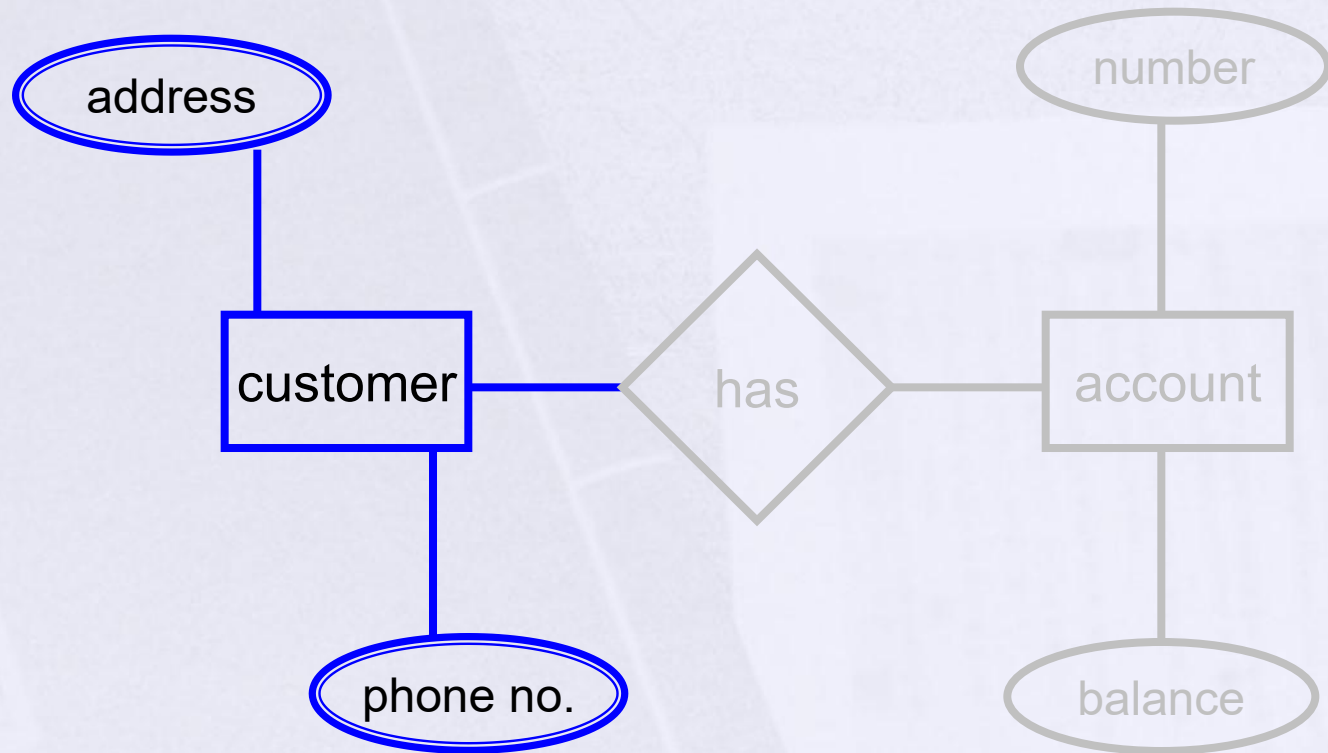 address
number
customer
has
account
phone no.
balance